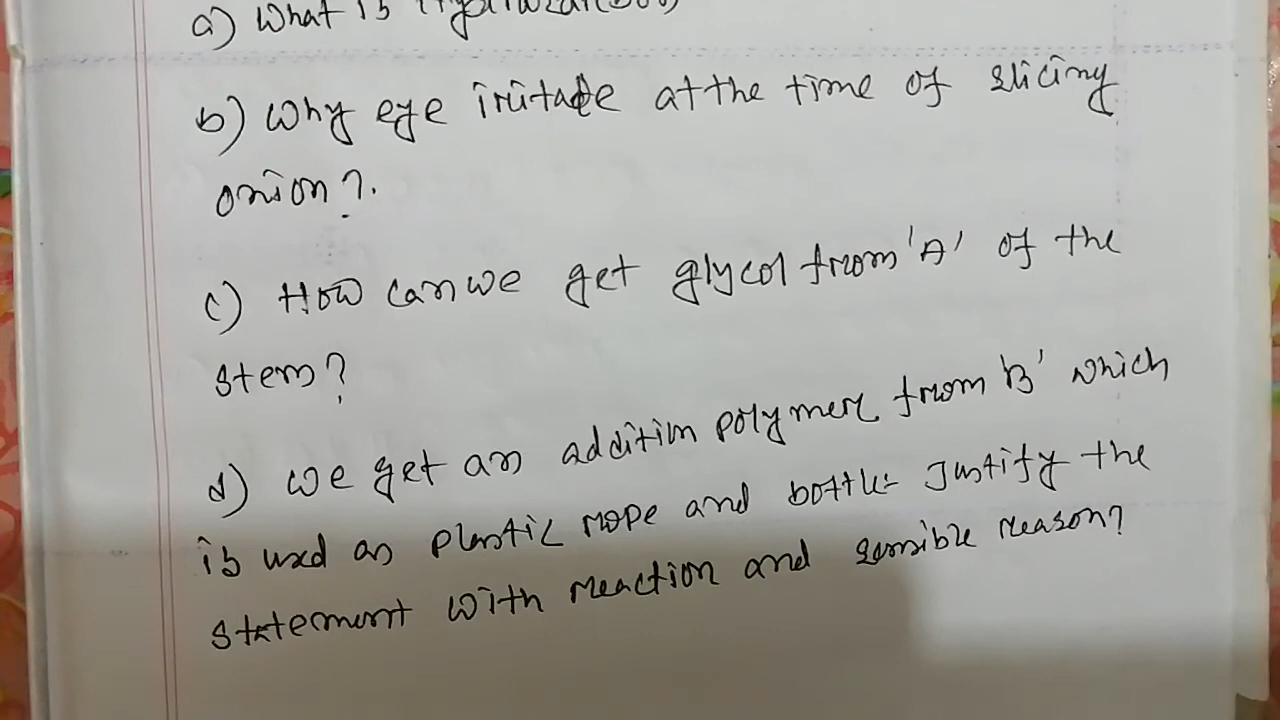 a) What is
b) Why eye iritate at the time of slicing
onion?.
c) How can we get glycol from 'A' of the
stem?
d) We get an addition polymer from 'B' which
is used as plastic rope and bottle. Justify the
statement with reaction and sensible reason?